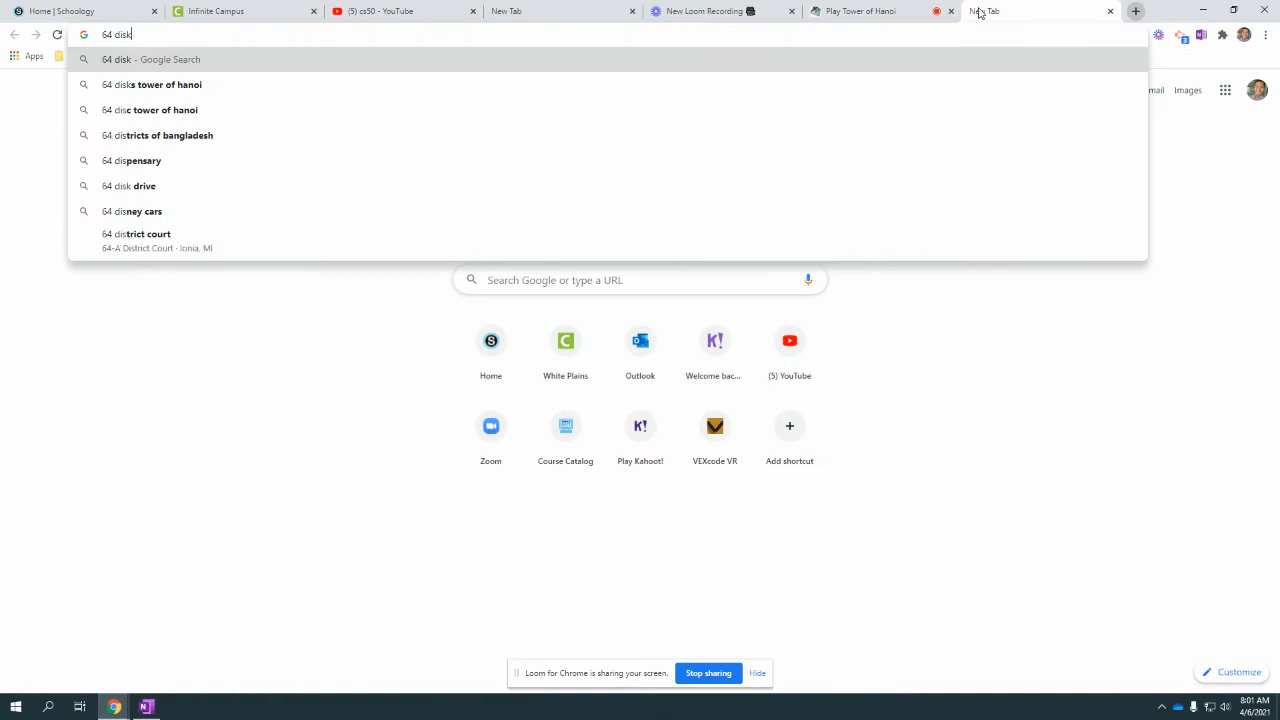 Home | Schoology
Infinite Campus
(5) cs50 - YouTube
New Tab
New Loom Recording
Play Tower of Hanoi
New Tab
64 disk
Apps
64 disk - Google Search
64 disks tower of hanoi
64 disc tower of hanoi
64 districts of bangladesh
64 dispensary
64 disk drive
64 disney cars
64 district court
64-A District Court · Ionia, MI
mail
Images
Search Google or type a URL
Home
White Plains
Outlook
Welcome bac...
(5) YouTube
Zoom
Course Catalog
Play Kahoot!
VEXcode VR
Add shortcut
Loom for Chrome is sharing your screen.
Stop sharing
Hide
Customize
8:01 AM
4/6/2021